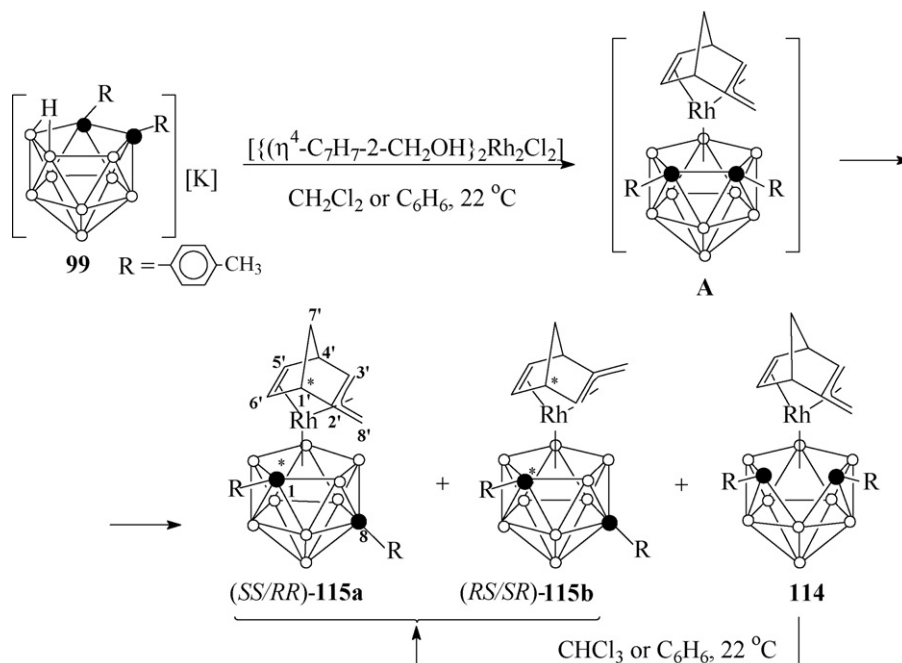 H
R
R
[K]
99
R =
CH₃
[{(η⁴-C₇H₇-2-CH₂OH}₂Rh₂Cl₂]
CH₂Cl₂ or C₆H₆, 22 °C
Rh
R
R
A
7'
5'
4'
3'
*
6'
1'
2'
Rh
8'
*
R
1
8
R
(SS/RR)-115a
+
*
Rh
*
R
R
(RS/SR)-115b
+
Rh
R
R
114
CHCl₃ or C₆H₆, 22 °C